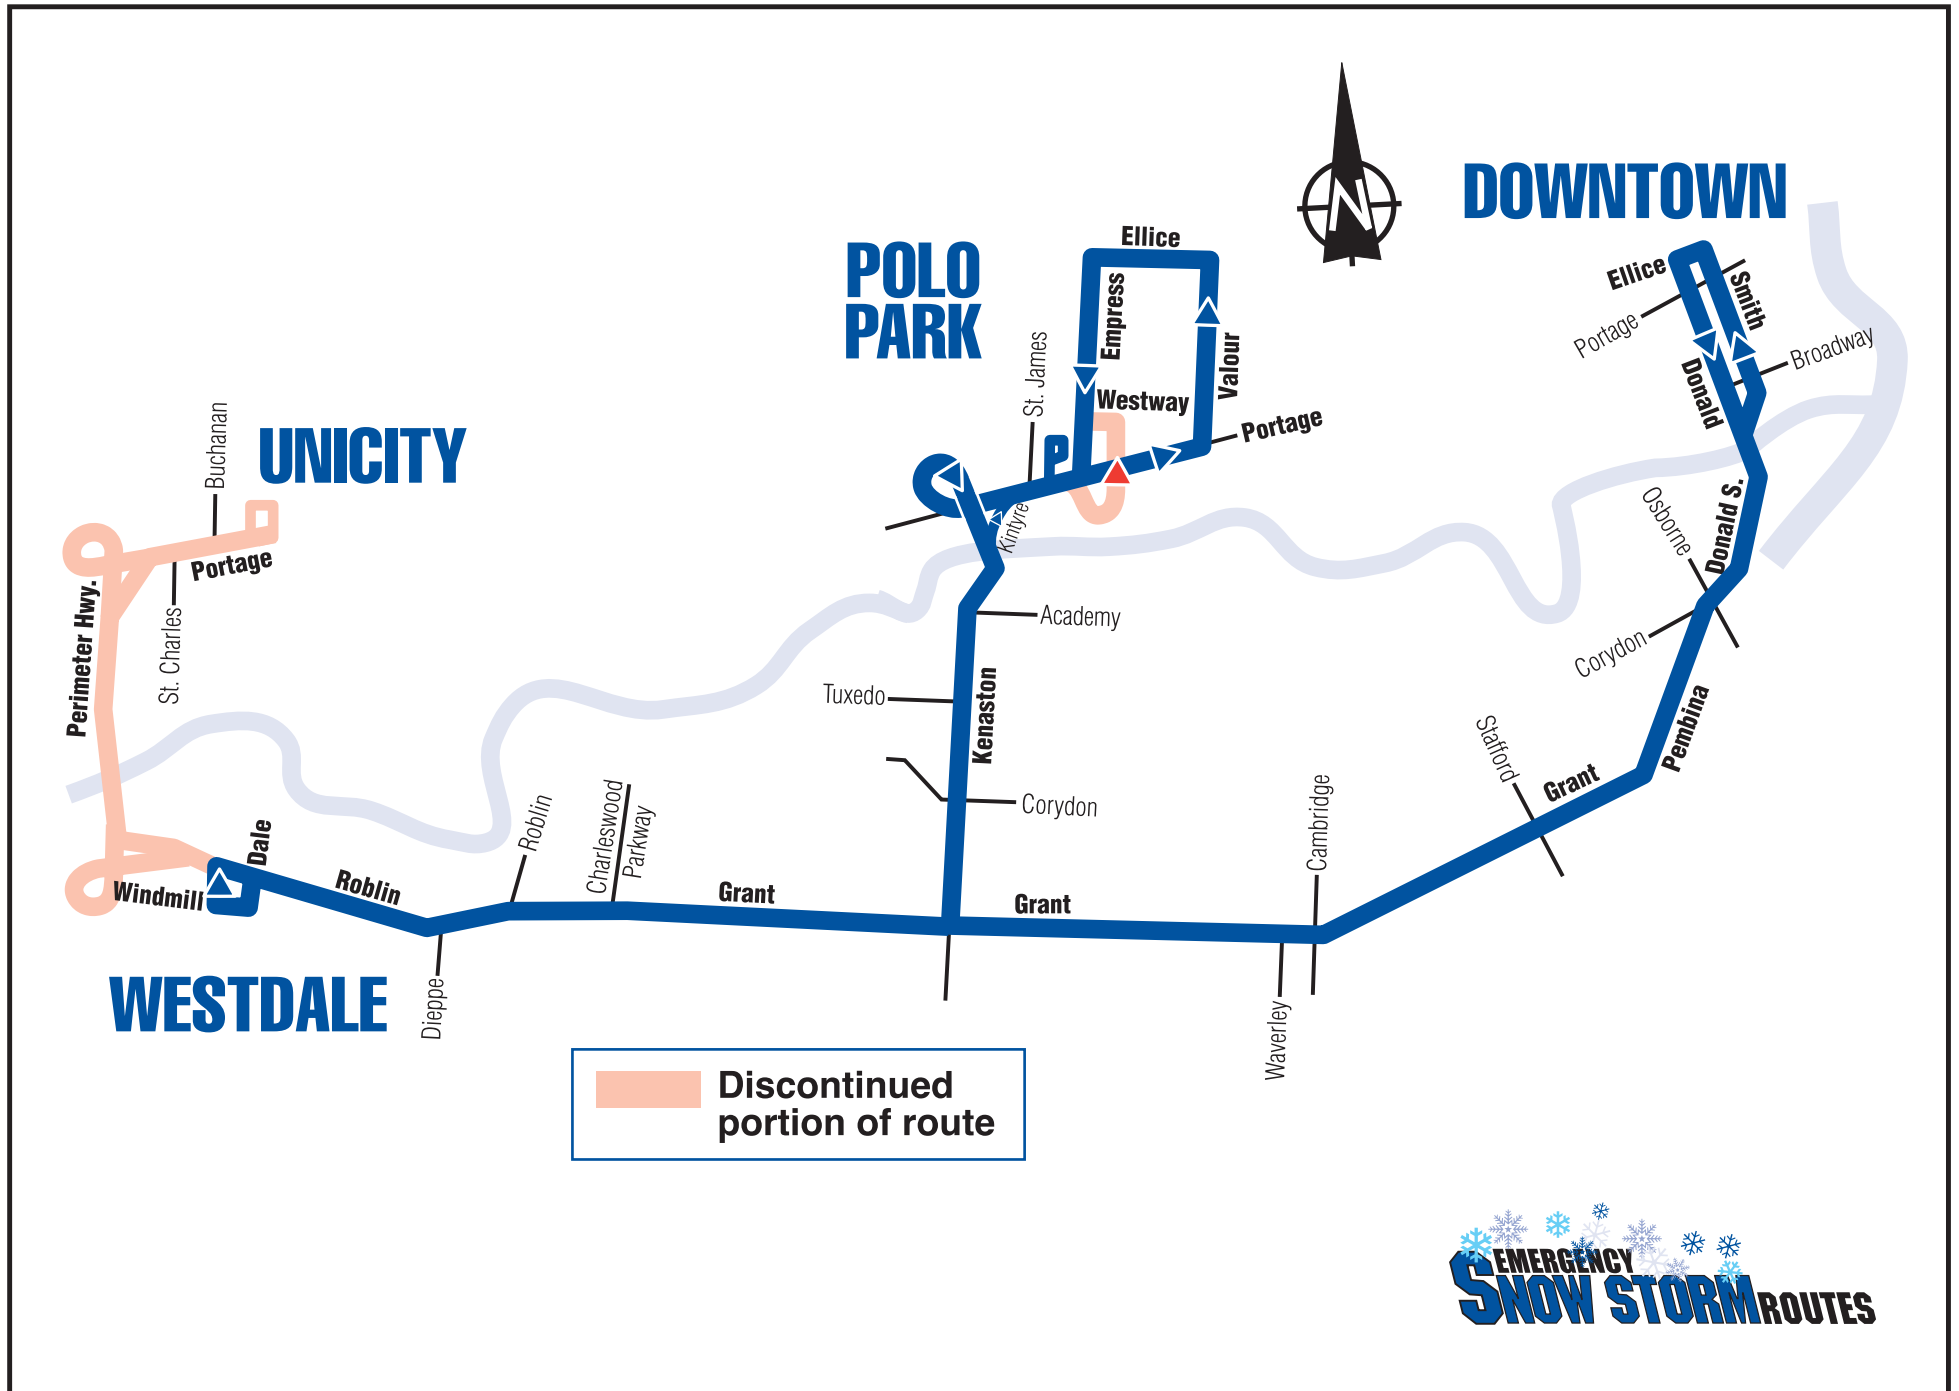 DOWNTOWN
POLO
PARK
UNICITY
WESTDALE
N
Ellice
Empress
Westway
Valour
St. James
P
Portage
Kintyre
Ellice
Smith
Portage
Broadway
Donald
Donald S.
Osborne
Corydon
Pembina
Stafford
Grant
Cambridge
Waverley
Buchanan
Portage
St. Charles
Perimeter Hwy.
Academy
Tuxedo
Kenaston
Corydon
Dale
Windmill
Roblin
Roblin
Charleswood
Parkway
Grant
Grant
Dieppe
Discontinued
portion of route
EMERGENCY
SNOW STORM ROUTES